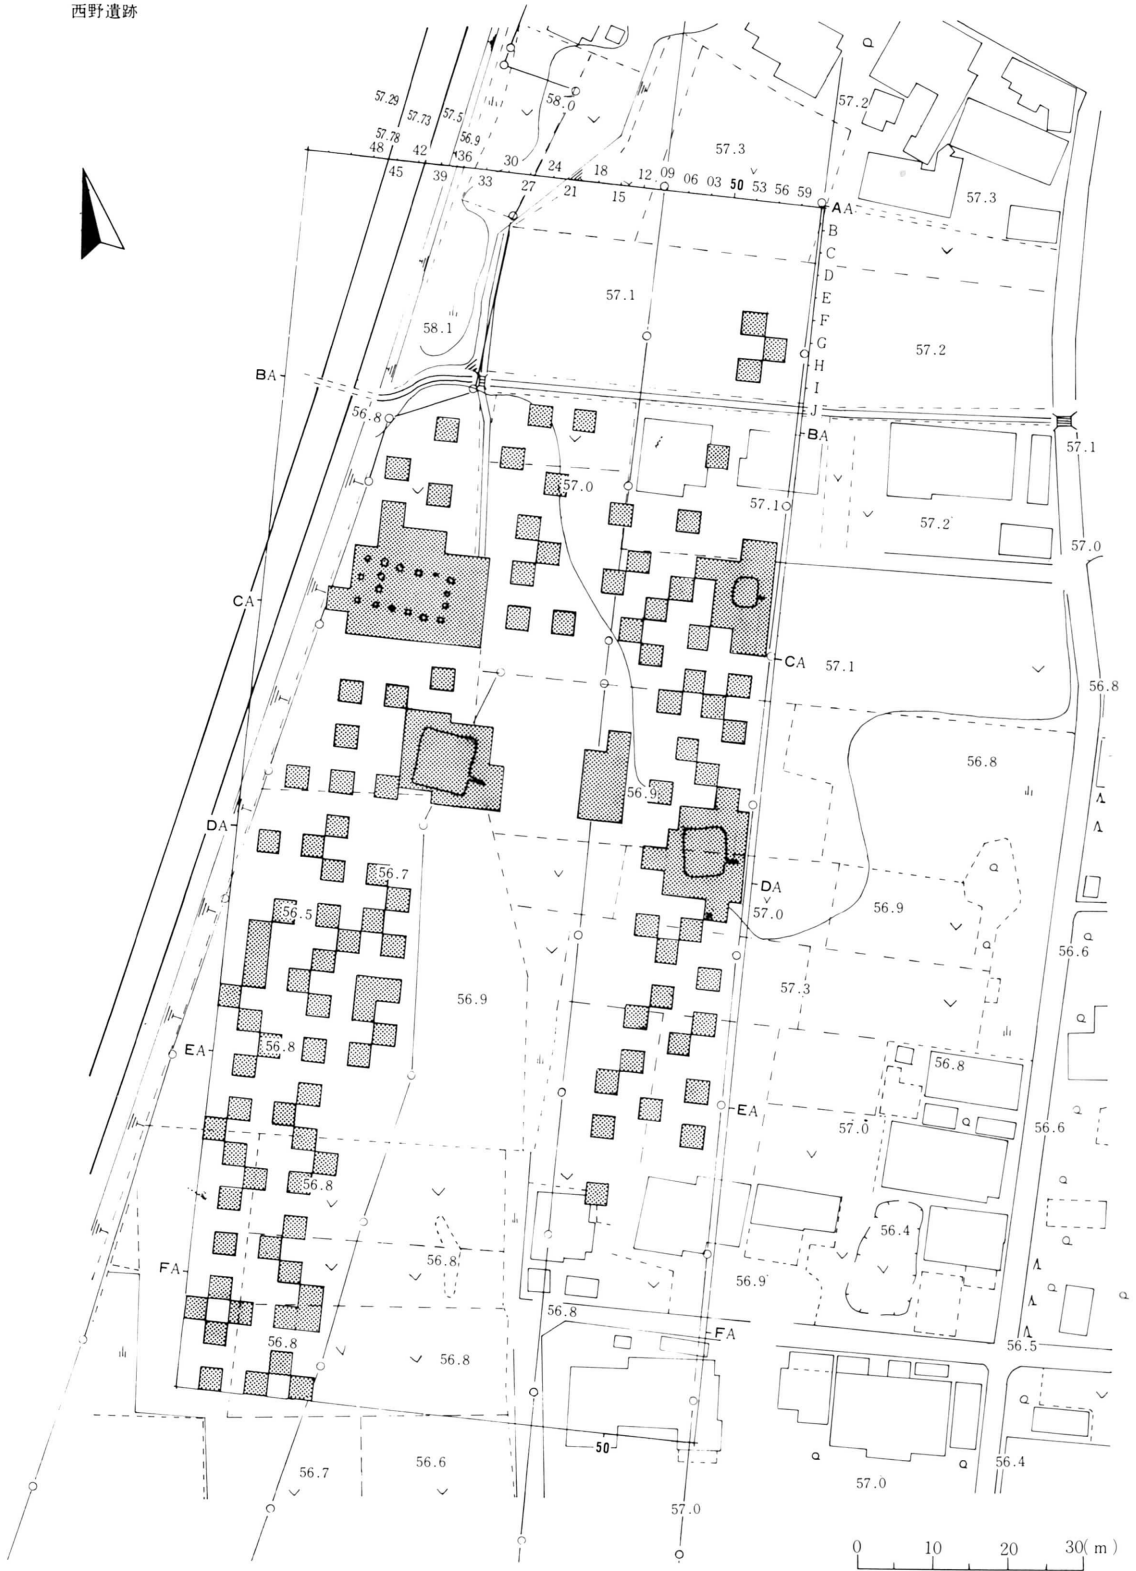 西野遺跡
57.29 57.73 57.5
57.78 56.9
58.0
57.2
57.3
48 42 36 30 24 18 12 09 06 03 50 53 56 59
45 39 33 27 21 15
57.3
AA
B
C
D
E
F
G
H
I
J
BA
57.1
58.1
57.2
BA
56.8
57.1
57.0
57.1
57.2
57.0
CA
CA
57.1
56.8
56.8
56.9
DA
56.7
DA
57.0
56.9
56.5
56.6
57.3
56.9
EA
56.8
56.8
EA
57.0
56.6
56.8
56.4
56.8
FA
56.9
56.8
FA
56.8
56.8
56.5
50
56.7
56.6
57.0
56.4
57.0
0 10 20 30(m)